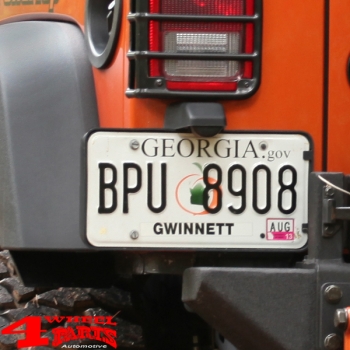 GEORGIA.gov
BPU 8908
GWINNETT
AUG
4 WHEEL
PARTS
Automotive